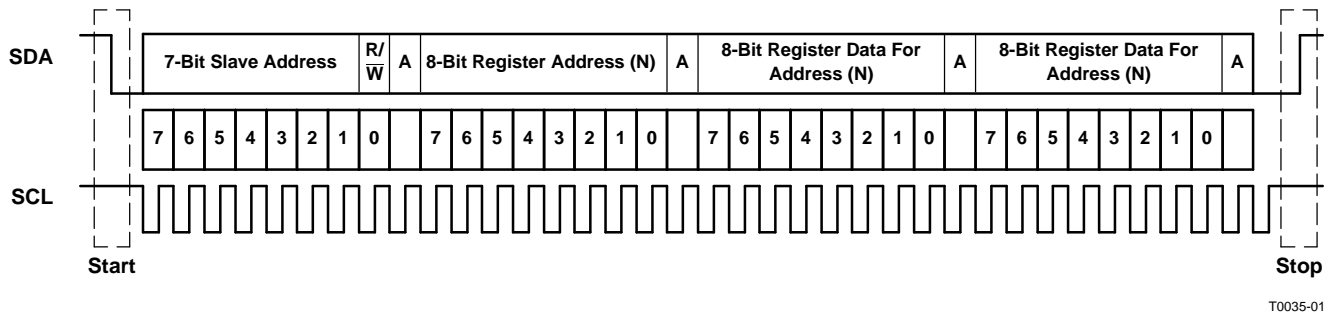 SDA
7-Bit Slave Address
R/
W
A
8-Bit Register Address (N)
A
8-Bit Register Data For
Address (N)
A
8-Bit Register Data For
Address (N)
A
7 6 5 4 3 2 1 0 7 6 5 4 3 2 1 0 7 6 5 4 3 2 1 0 7 6 5 4 3 2 1 0
SCL
Start
Stop
T0035-01